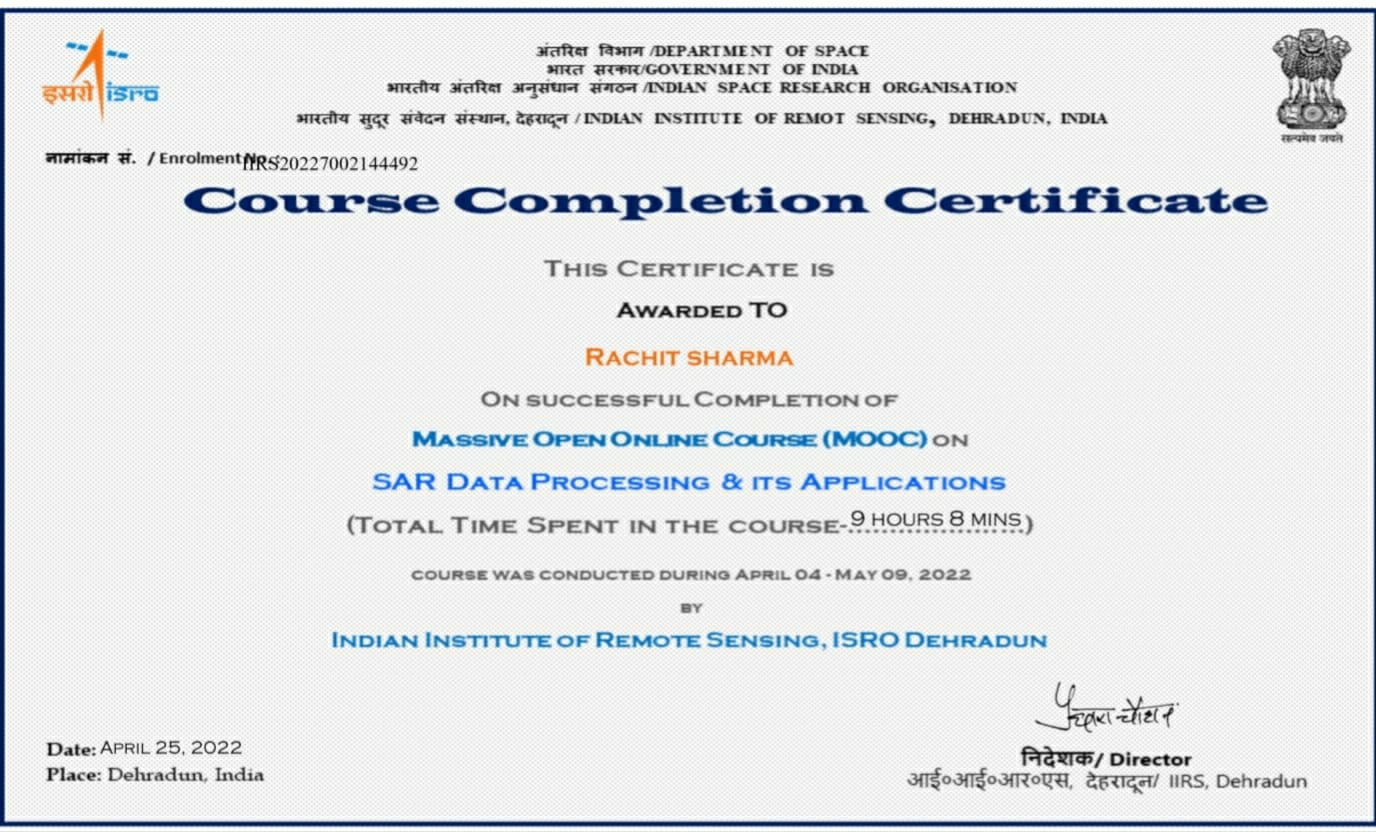 इसरो isro
अंतरिक्ष विभाग /DEPARTMENT OF SPACE
भारत सरकार/GOVERNMENT OF INDIA
भारतीय अंतरिक्ष अनुसंधान संगठन /INDIAN SPACE RESEARCH ORGANISATION
भारतीय सुदूर संवेदन संस्थान, देहरादून / INDIAN INSTITUTE OF REMOT SENSING, DEHRADUN, INDIA
सत्यमेव जयते
नामांकन सं. / Enrolment No. IIRS20227002144492
Course Completion Certificate
THIS CERTIFICATE IS
AWARDED TO
RACHIT SHARMA
ON SUCCESSFUL COMPLETION OF
MASSIVE OPEN ONLINE COURSE (MOOC) ON
SAR DATA PROCESSING & ITS APPLICATIONS
(TOTAL TIME SPENT IN THE COURSE-9 HOURS 8 MINS)
COURSE WAS CONDUCTED DURING APRIL 04 - MAY 09, 2022
BY
INDIAN INSTITUTE OF REMOTE SENSING, ISRO DEHRADUN
Date: APRIL 25, 2022
Place: Dehradun, India
निदेशक/ Director
आई०आई०आर०एस, देहरादून/ IIRS, Dehradun